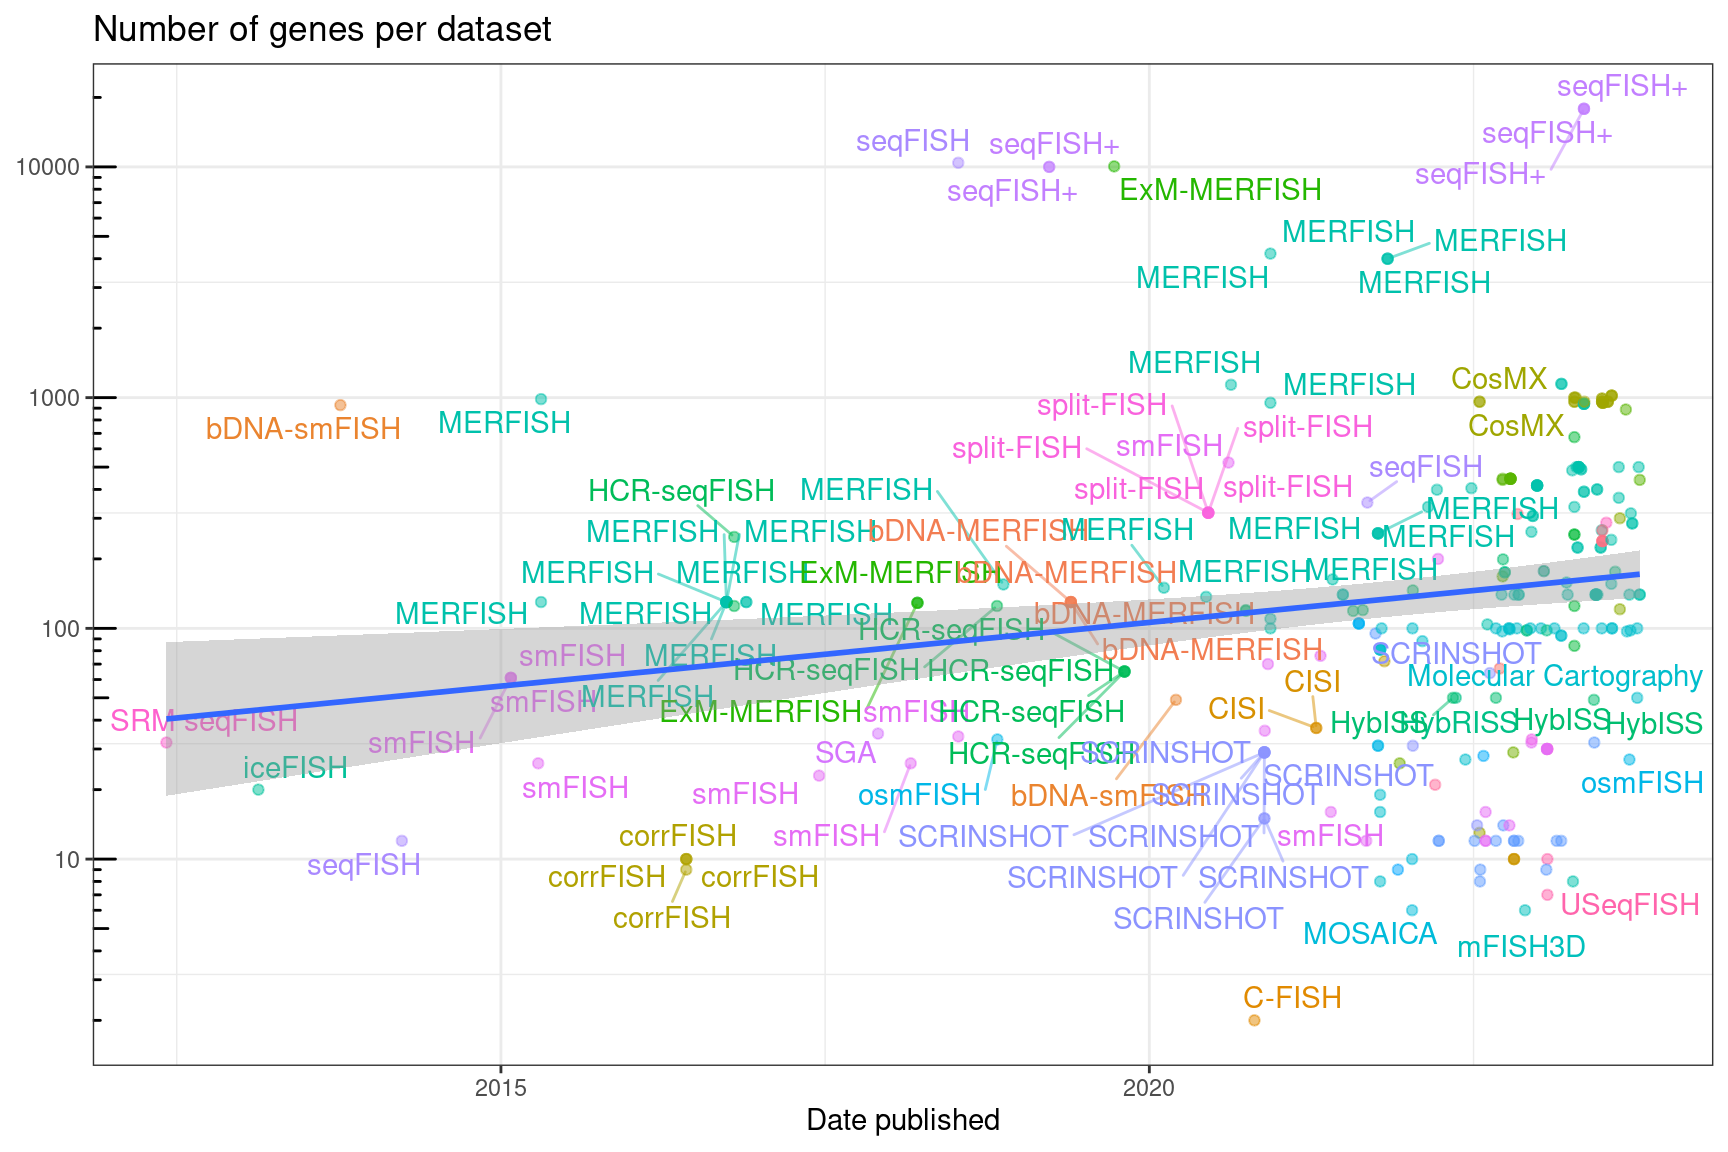 Number of genes per dataset
seqFISH+
seqFISH+
seqFISH
seqFISH+
10000
seqFISH+
seqFISH+
ExM-MERFISH
MERFISH
MERFISH
MERFISH
MERFISH
MERFISH
CosMX
MERFISH
1000
split-FISH
MERFISH
bDNA-smFISH
split-FISH
CosMX
smFISH
split-FISH
seqFISH
HCR-seqFISH
MERFISH
split-FISH
split-FISH
MERFISH
MERFISH
MERFISH
bDNA-MERFISH
MERFISH
MERFISH
MERFISH
MERFISH
MERFISH
ExM-MERFISH
bDNA-MERFISH
MERFISH
MERFISH
MERFISH
MERFISH
MERFISH
MERFISH
bDNA-MERFISH
100
HCR-seqFISH
smFISH
MERFISH
bDNA-MERFISH
SCRINSHOT
HCR-seqFISH
HCR-seqFISH
Molecular Cartography
CISI
smFISH
MERFISH
ExM-MERFISH
smFISH
HCR-seqFISH
CISI
SRM seqFISH
HybISS
HybRISS
HybISS
HybISS
smFISH
SGA
HCR-seqFISH
SCRINSHOT
iceFISH
SCRINSHOT
osmFISH
smFISH
smFISH
osmFISH
bDNA-smFISH
SCRINSHOT
corrFISH
smFISH
SCRINSHOT
SCRINSHOT
smFISH
10
seqFISH
corrFISH
corrFISH
SCRINSHOT
SCRINSHOT
USeqFISH
corrFISH
SCRINSHOT
MOSAICA
mFISH3D
C-FISH
2015
2020
Date published